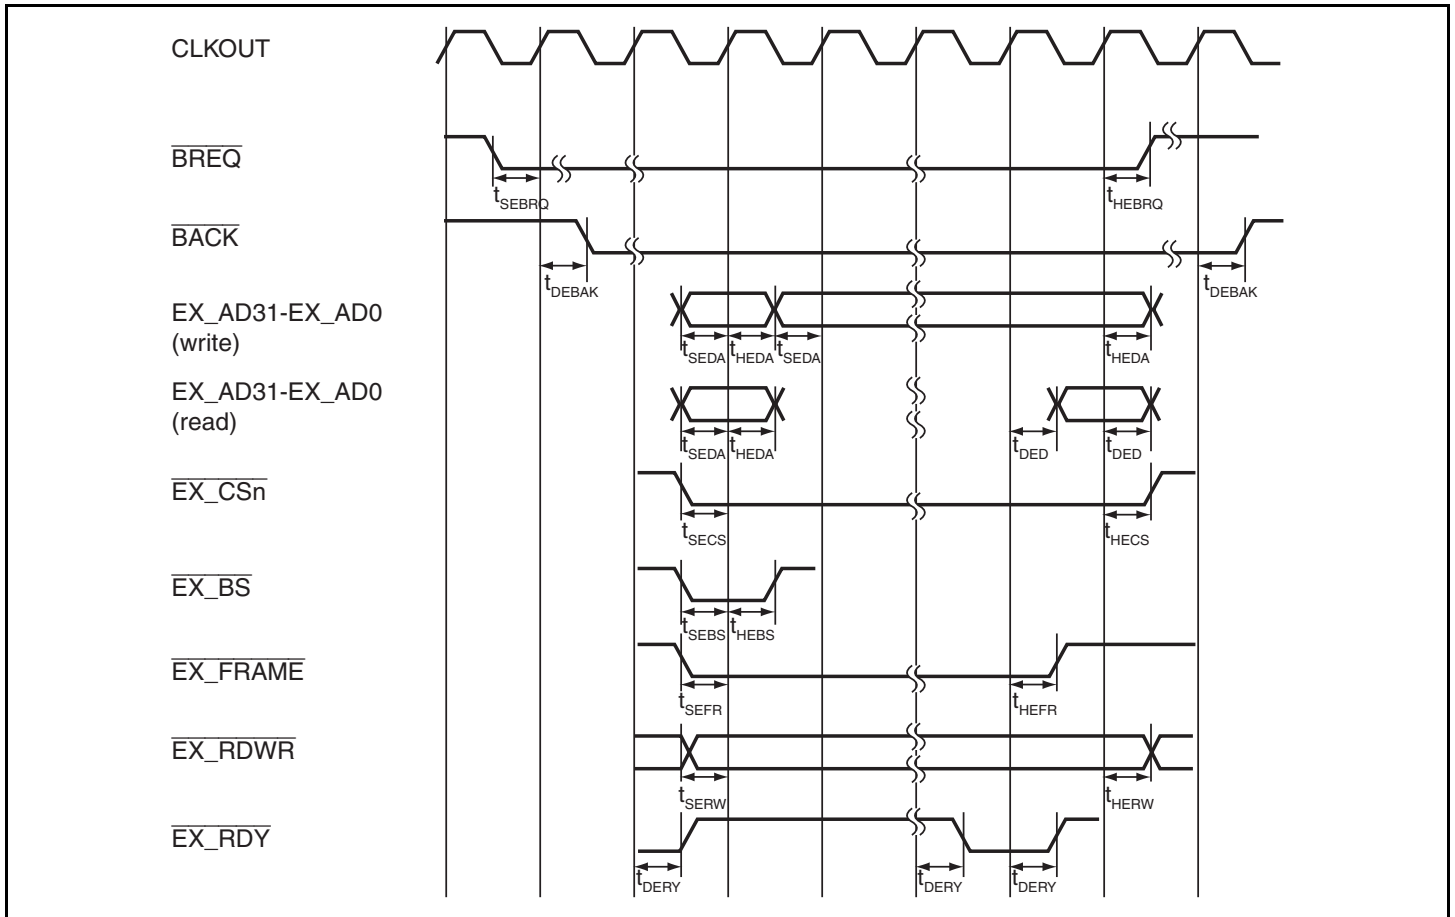 CLKOUT
BREQ
tSEBRQ tHEBRQ
BACK
tDEBAK tDEBAK
EX_AD31-EX_AD0
(write)
tSEDA tHEDA tSEDA tHEDA
EX_AD31-EX_AD0
(read)
tSEDA tHEDA tDED tDED
EX_CSn
tSECS tHECS
EX_BS
tSEBS tHEBS
EX_FRAME
tSEFR tHEFR
EX_RDWR
tSERW tHERW
EX_RDY
tDERY tDERY tDERY